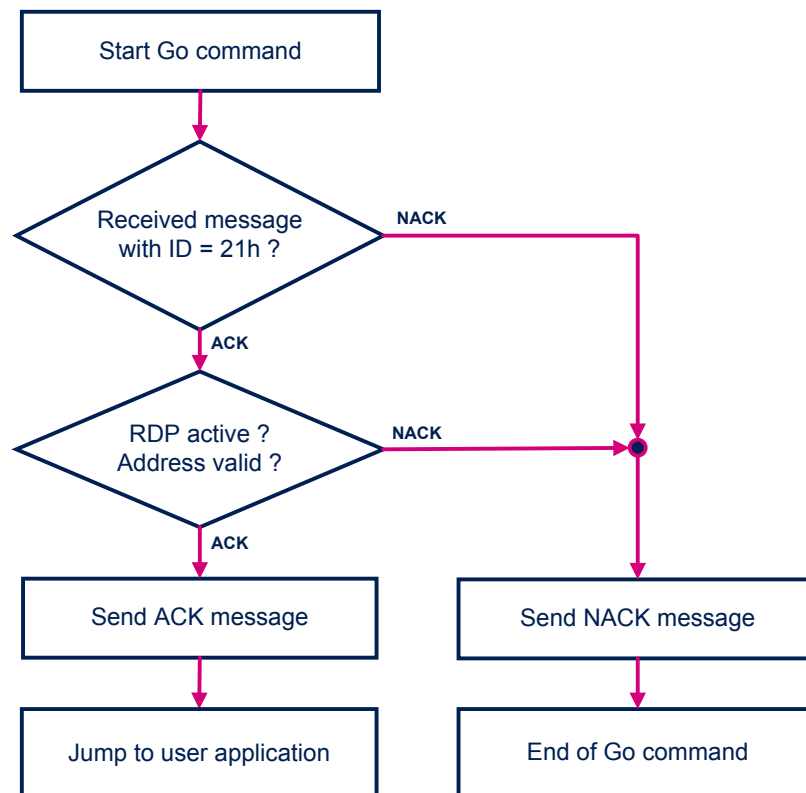 Start Go command
Received message
with ID = 21h ?
NACK
ACK
RDP active ?
Address valid ?
NACK
ACK
Send ACK message
Send NACK message
Jump to user application
End of Go command